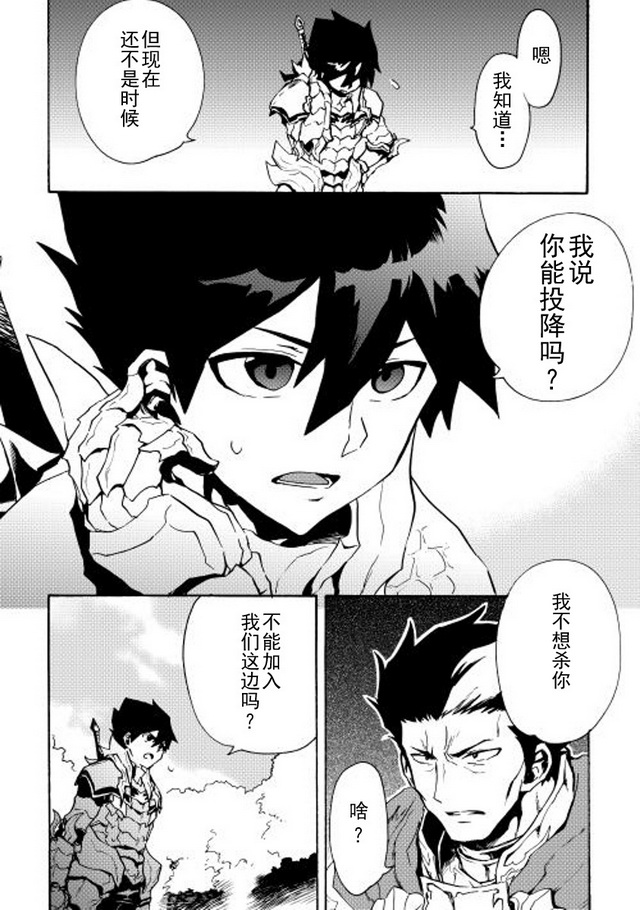 嗯
我知道…
但现在
还不是时候
我说
你能投降吗？
我不想杀你
啥？
不能加入
我们这边吗？